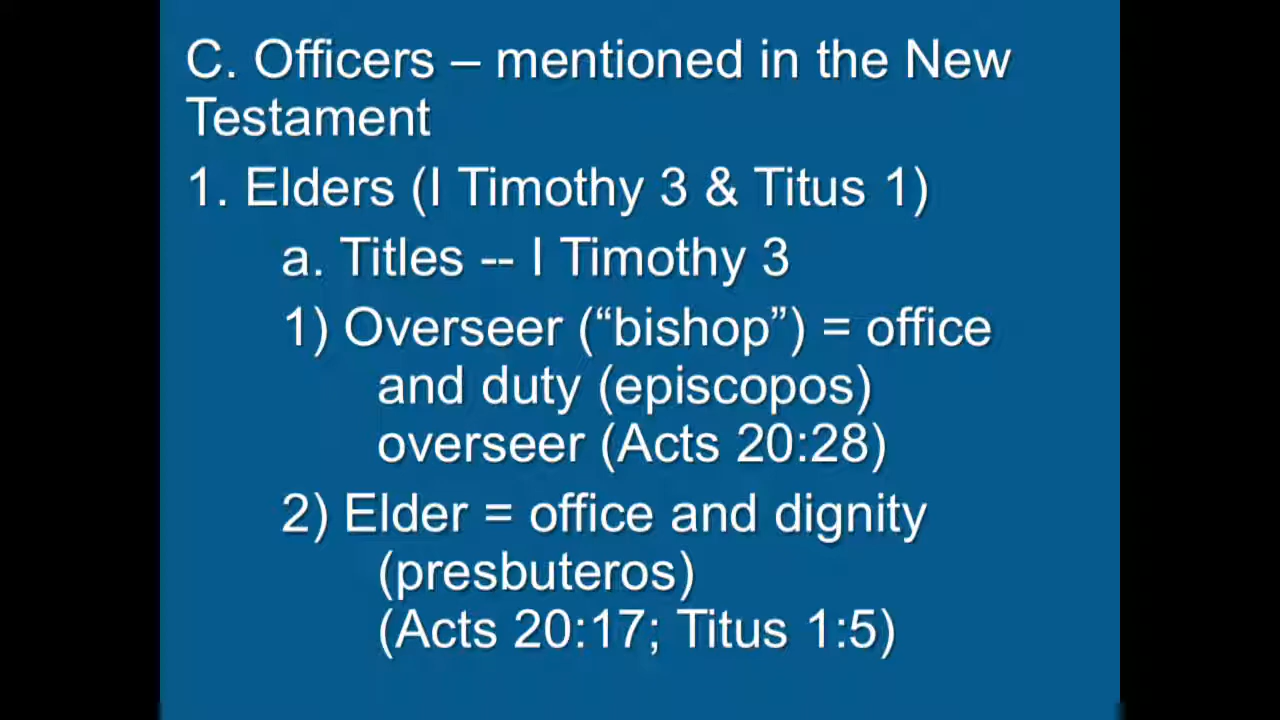 C. Officers – mentioned in the New
Testament
1. Elders (I Timothy 3 & Titus 1)
a. Titles -- I Timothy 3
1) Overseer (“bishop”) = office
and duty (episcopos)
overseer (Acts 20:28)
2) Elder = office and dignity
(presbuteros)
(Acts 20:17; Titus 1:5)